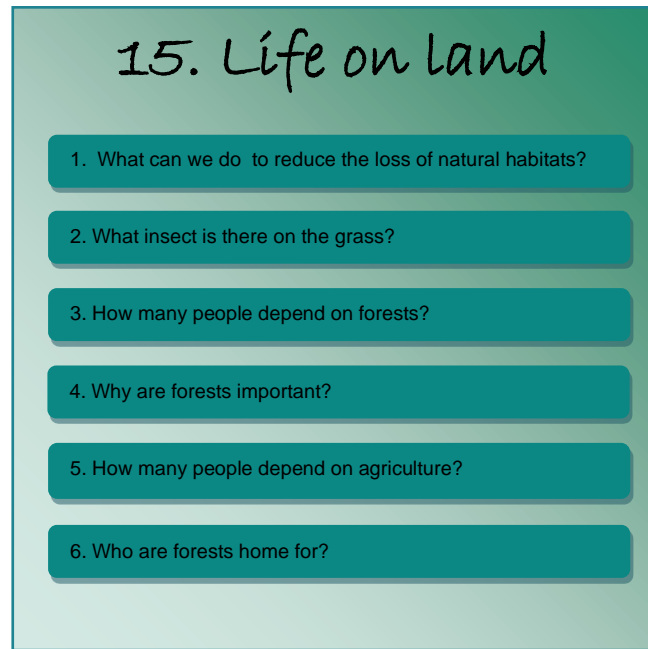 15. Life on land
1. What can we do to reduce the loss of natural habitats?
2. What insect is there on the grass?
3. How many people depend on forests?
4. Why are forests important?
5. How many people depend on agriculture?
6. Who are forests home for?